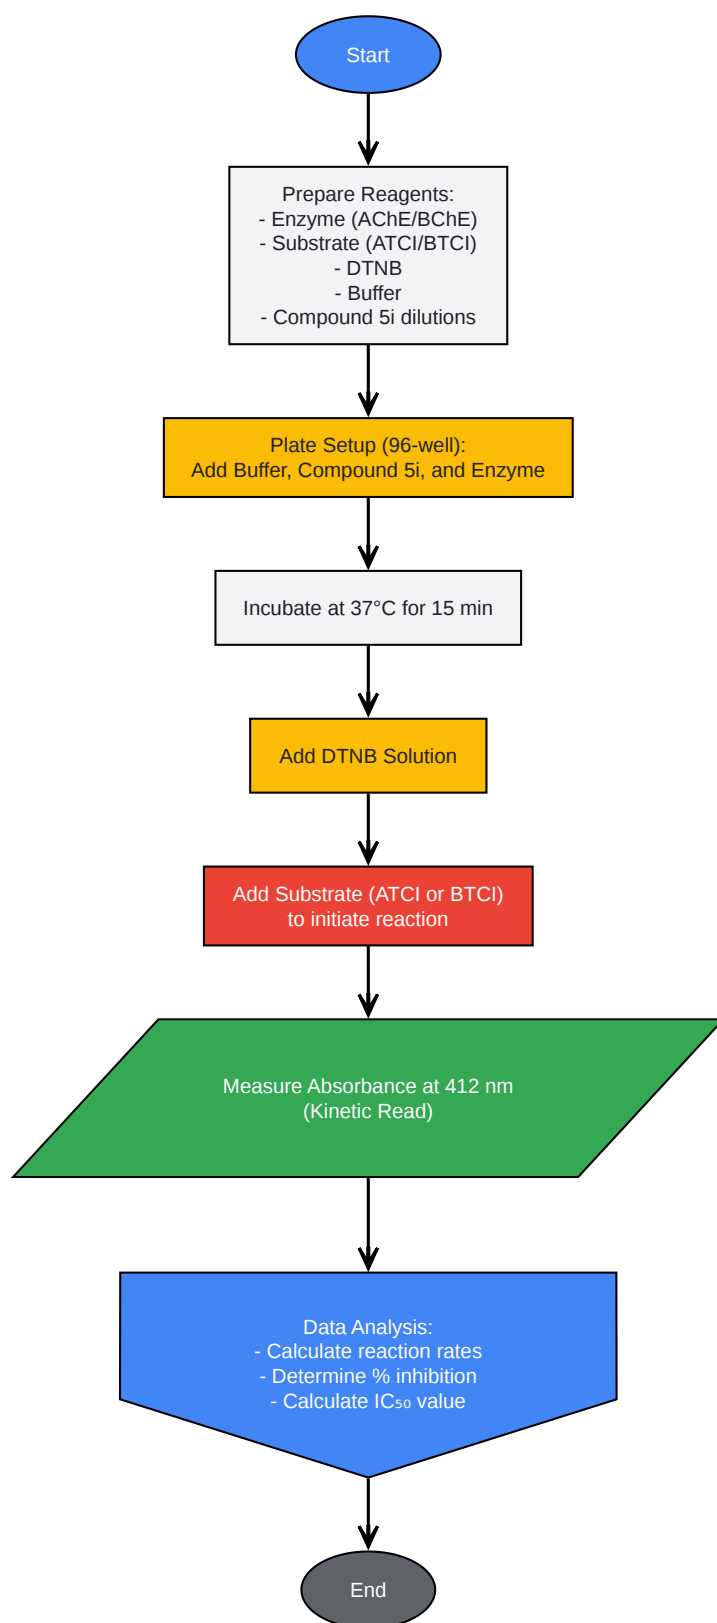 Start
Prepare Reagents:
- Enzyme (AChE/BChE)
- Substrate (ATCI/BTCI)
- DTNB
- Buffer
- Compound 5i dilutions
Plate Setup (96-well):
Add Buffer, Compound 5i, and Enzyme
Incubate at 37°C for 15 min
Add DTNB Solution
Add Substrate (ATCI or BTCI)
to initiate reaction
Measure Absorbance at 412 nm
(Kinetic Read)
Data Analysis:
- Calculate reaction rates
- Determine % inhibition
- Calculate IC₅₀ value
End